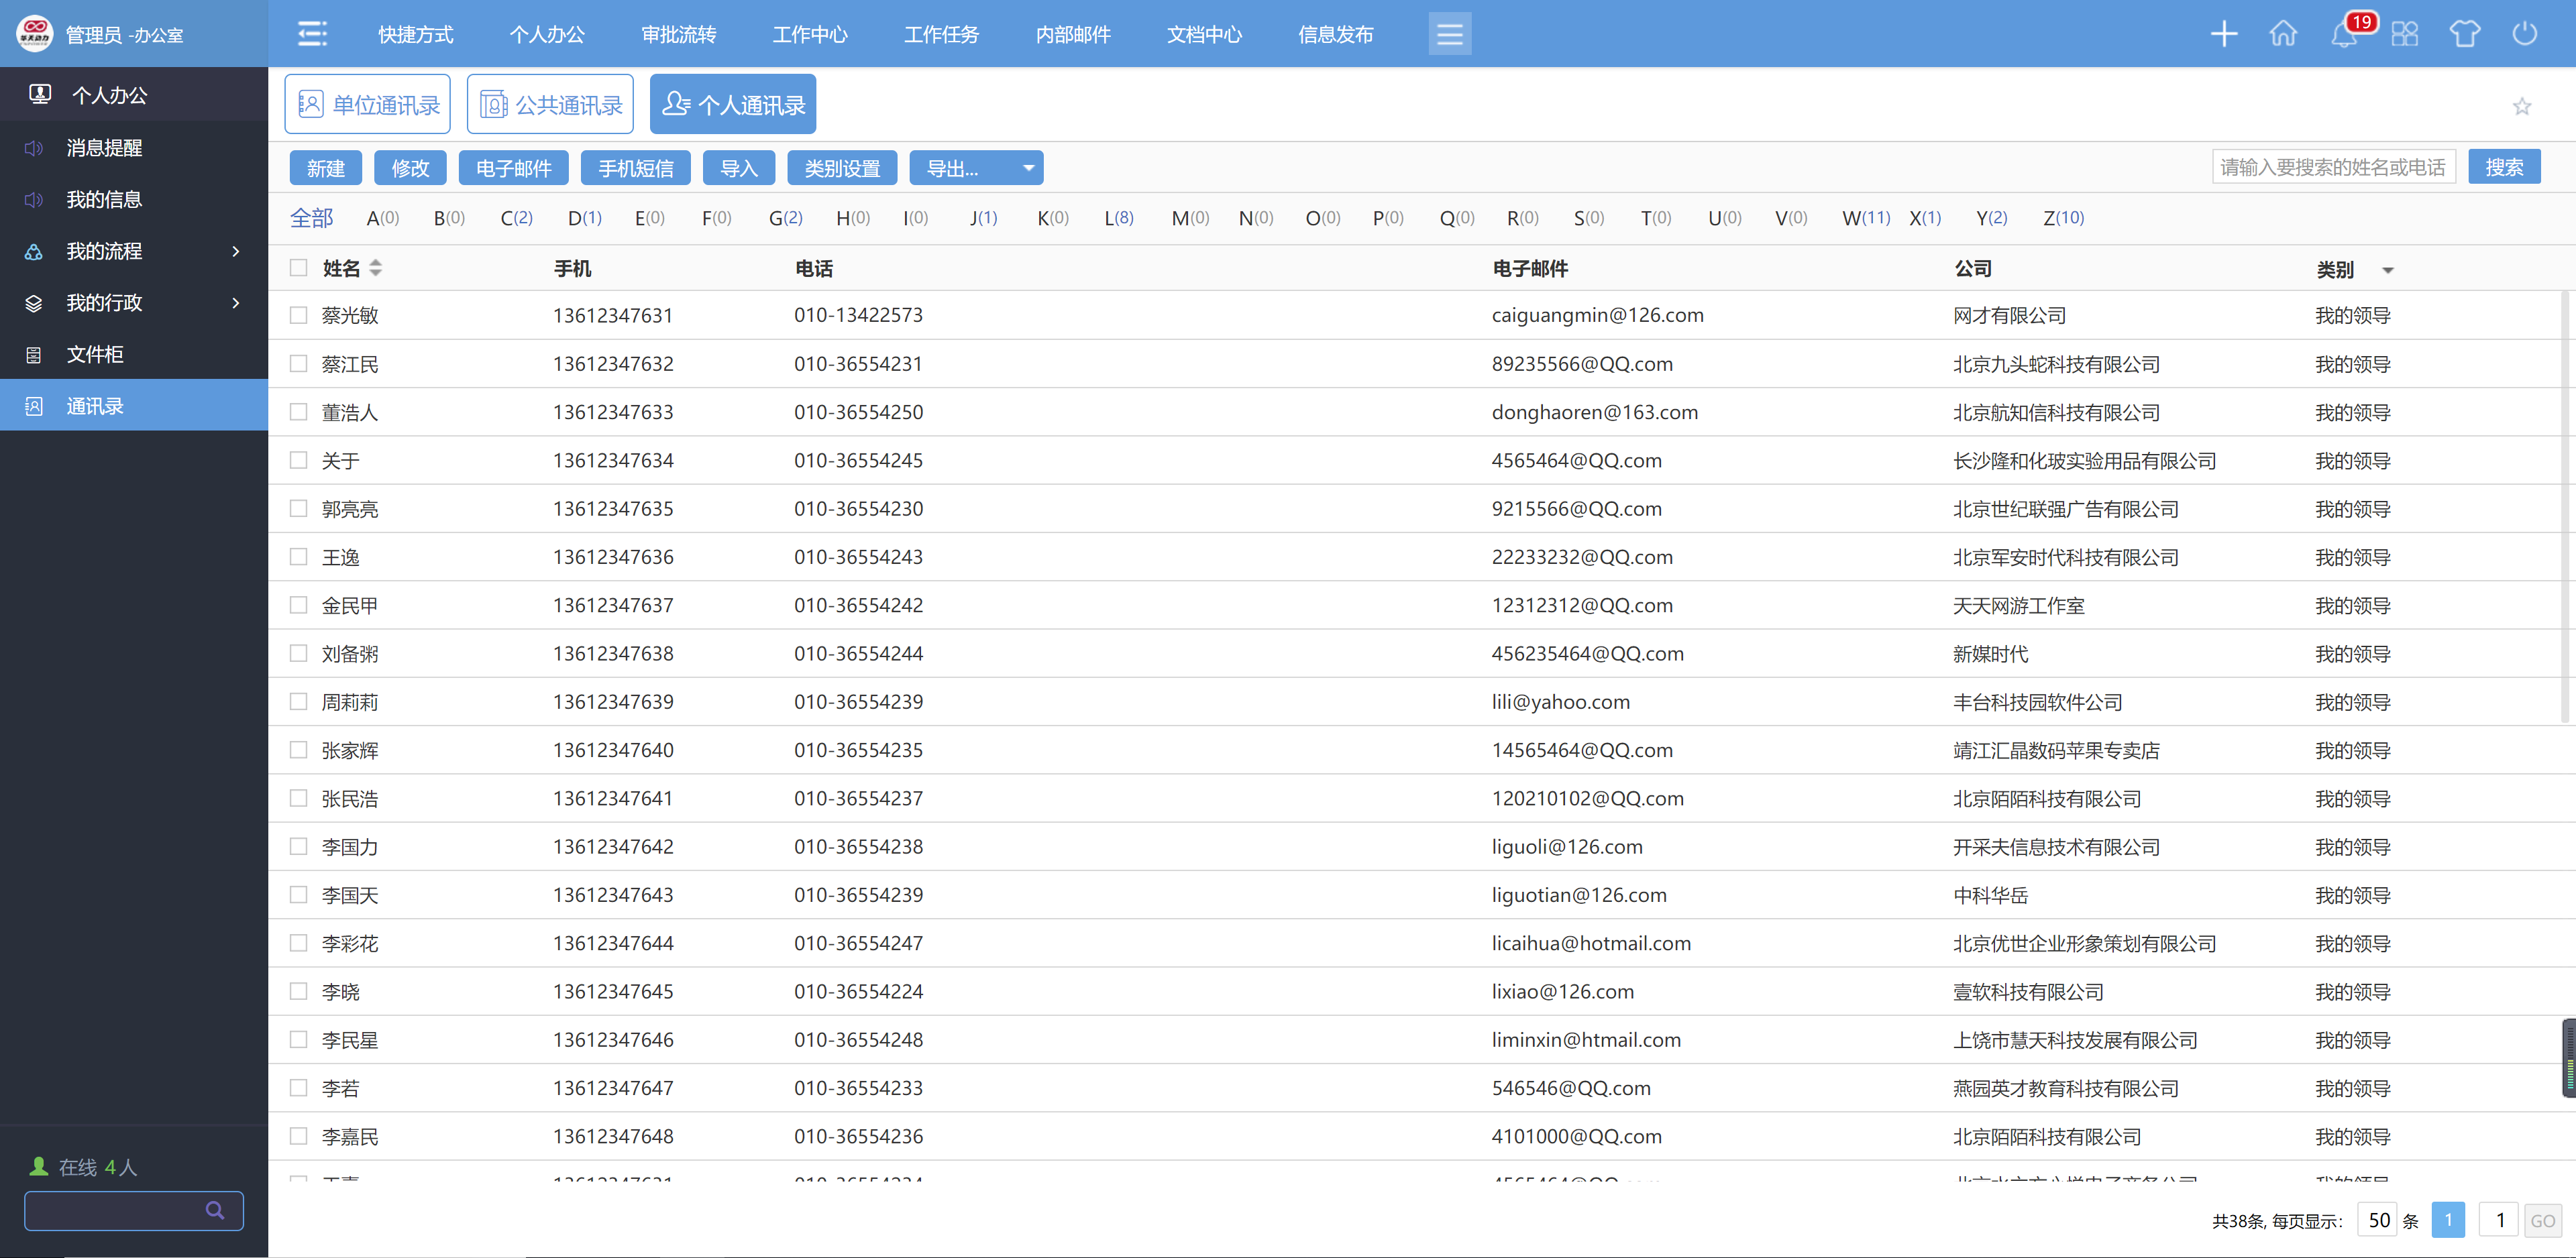 管理员 -办公室
快捷方式 个人办公 审批流转 工作中心 工作任务 内部邮件 文档中心 信息发布
19
个人办公
消息提醒
我的信息
我的流程
我的行政
文件柜
通讯录
在线 4人
单位通讯录 公共通讯录 个人通讯录
新建 修改 电子邮件 手机短信 导入 类别设置 导出...
请输入要搜索的姓名或电话 搜索
全部 A(0) B(0) C(2) D(1) E(0) F(0) G(2) H(0) I(0) J(1) K(0) L(8) M(0) N(0) O(0) P(0) Q(0) R(0) S(0) T(0) U(0) V(0) W(11) X(1) Y(2) Z(10)
姓名 手机 电话 电子邮件 公司 类别
蔡光敏 13612347631 010-13422573 caiguangmin@126.com 网才有限公司 我的领导
蔡江民 13612347632 010-36554231 89235566@QQ.com 北京九头蛇科技有限公司 我的领导
董浩人 13612347633 010-36554250 donghaoren@163.com 北京航知信科技有限公司 我的领导
关于 13612347634 010-36554245 4565464@QQ.com 长沙隆和化玻实验用品有限公司 我的领导
郭亮亮 13612347635 010-36554230 9215566@QQ.com 北京世纪联强广告有限公司 我的领导
王逸 13612347636 010-36554243 22233232@QQ.com 北京军安时代科技有限公司 我的领导
金民甲 13612347637 010-36554242 12312312@QQ.com 天天网游工作室 我的领导
刘备粥 13612347638 010-36554244 456235464@QQ.com 新媒时代 我的领导
周莉莉 13612347639 010-36554239 lili@yahoo.com 丰台科技园软件公司 我的领导
张家辉 13612347640 010-36554235 14565464@QQ.com 靖江汇晶数码苹果专卖店 我的领导
张民浩 13612347641 010-36554237 120210102@QQ.com 北京陌陌科技有限公司 我的领导
李国力 13612347642 010-36554238 liguoli@126.com 开采夫信息技术有限公司 我的领导
李国天 13612347643 010-36554239 liguotian@126.com 中科华岳 我的领导
李彩花 13612347644 010-36554247 licaihua@hotmail.com 北京优世企业形象策划有限公司 我的领导
李晓 13612347645 010-36554224 lixiao@126.com 壹软科技有限公司 我的领导
李民星 13612347646 010-36554248 liminxin@htmail.com 上饶市慧天科技发展有限公司 我的领导
李若 13612347647 010-36554233 546546@QQ.com 燕园英才教育科技有限公司 我的领导
李嘉民 13612347648 010-36554236 4101000@QQ.com 北京陌陌科技有限公司 我的领导
共38条, 每页显示: 50 条 1 1 GO